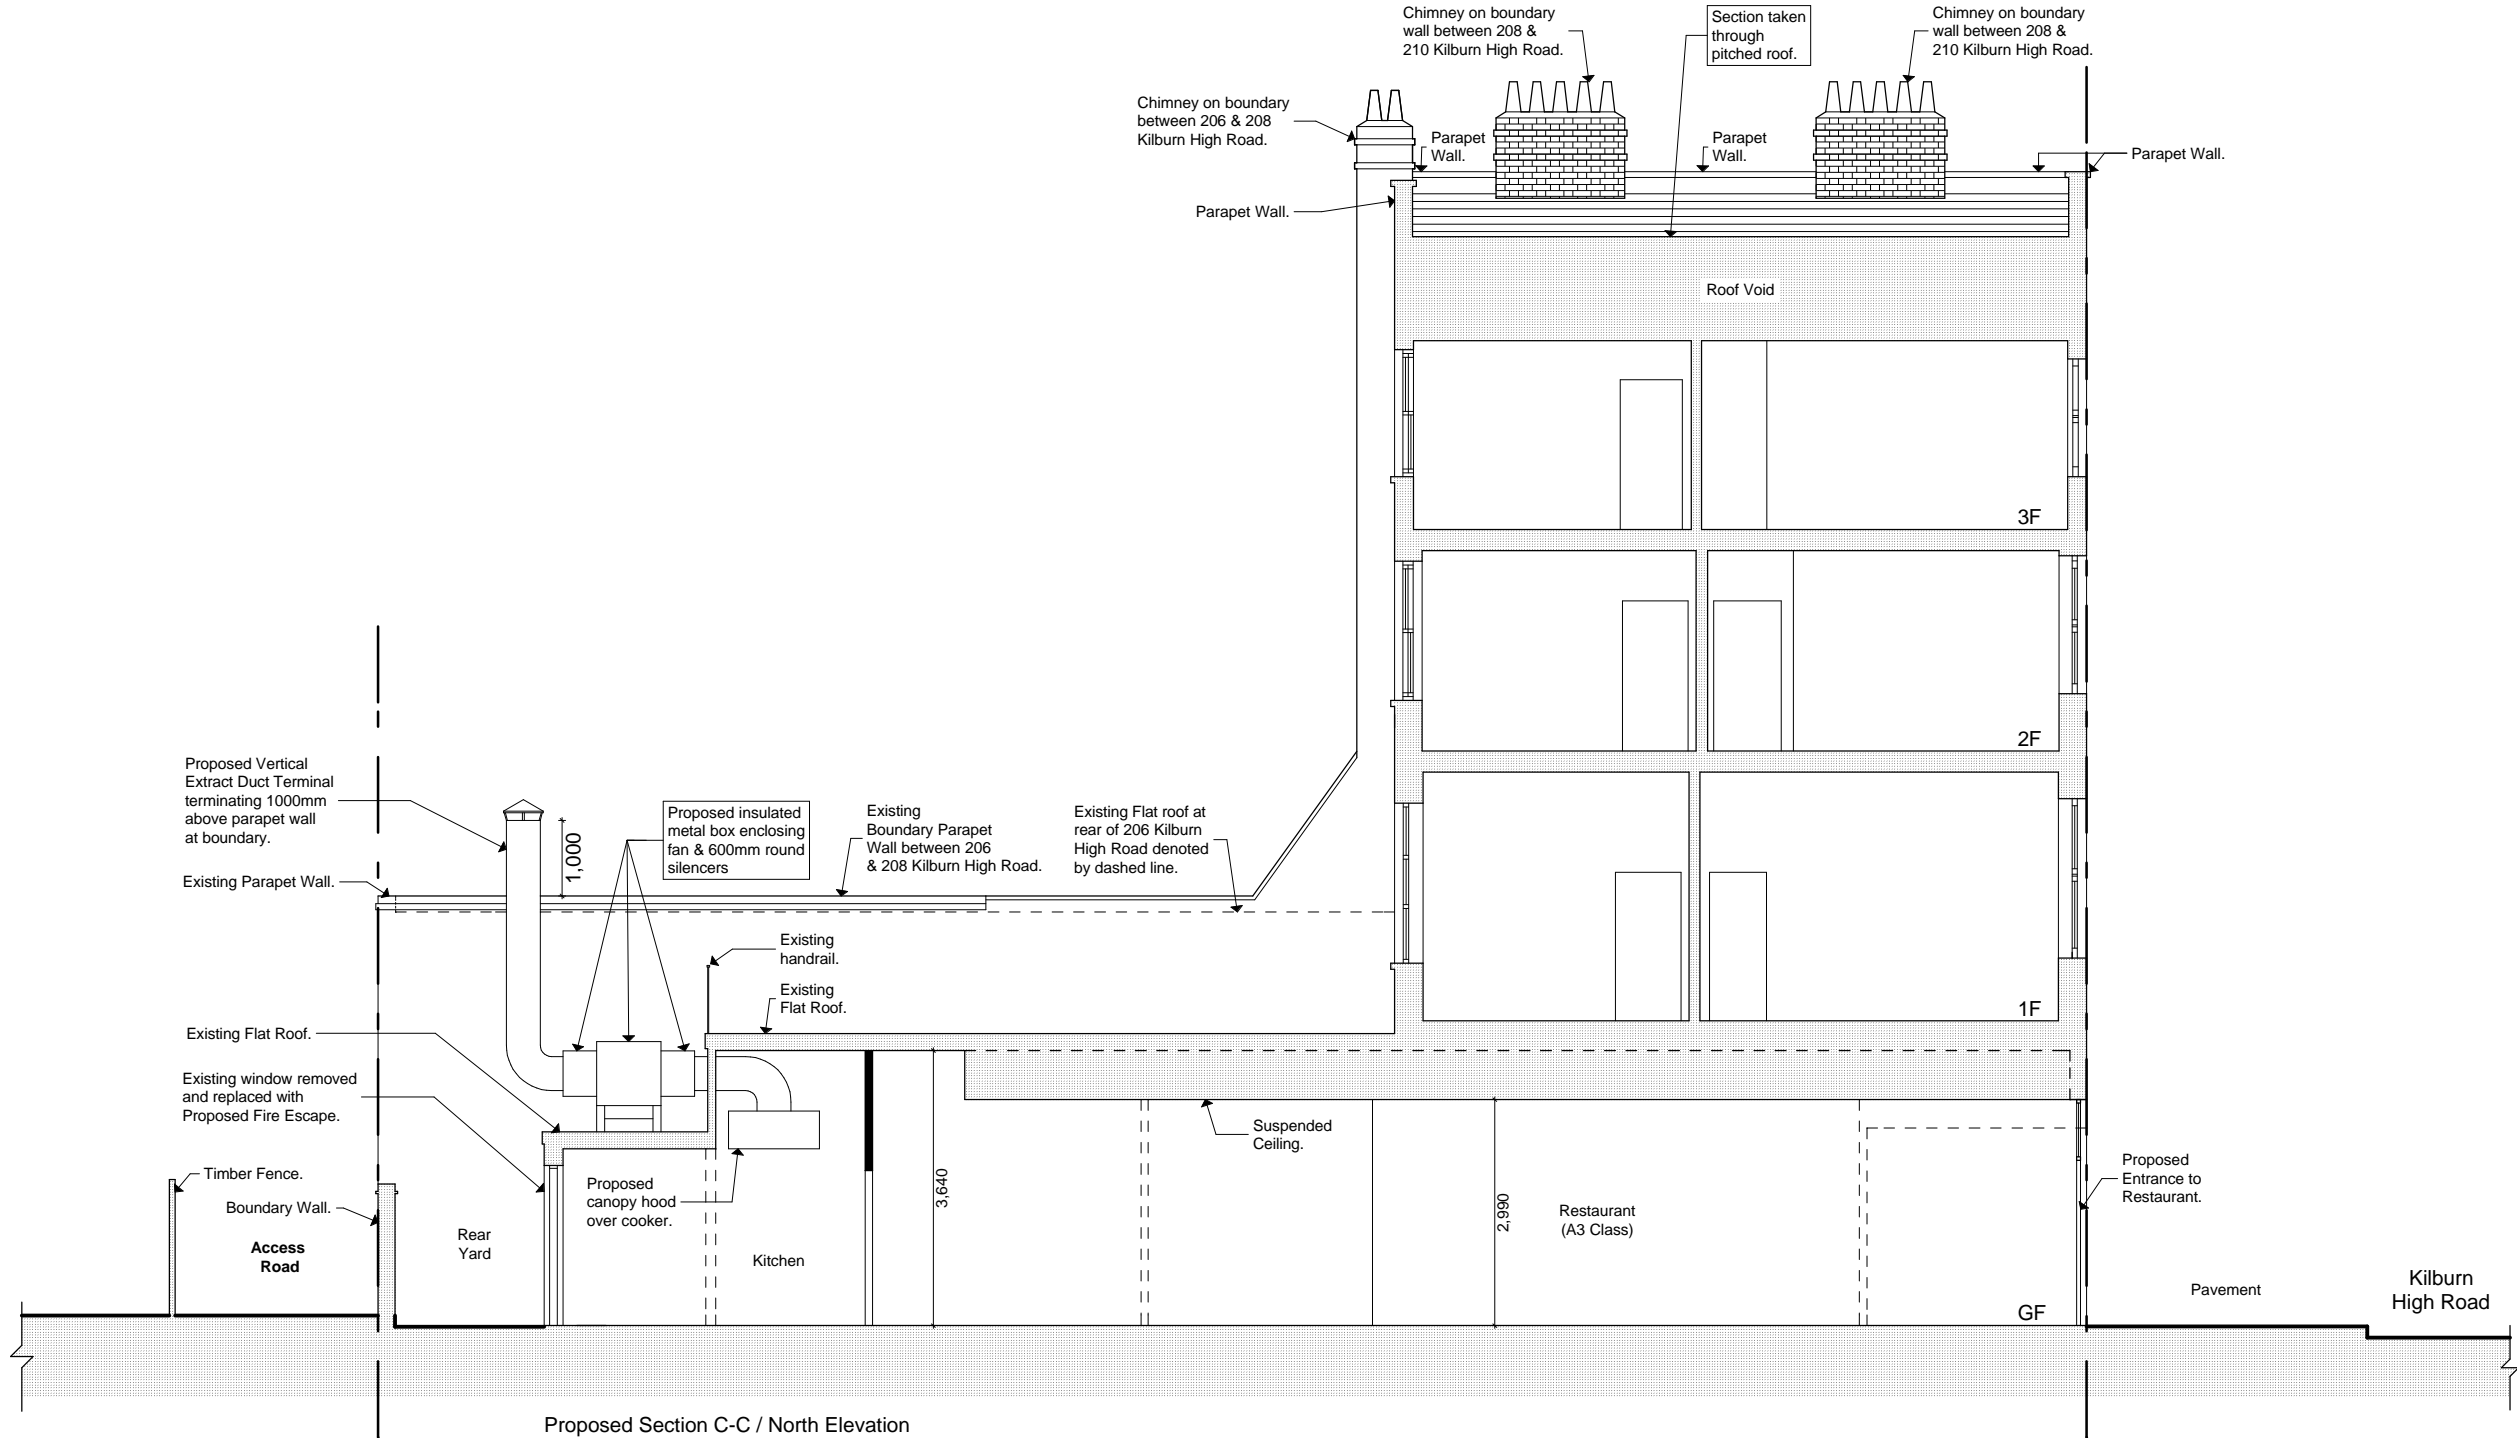 Chimney on boundary
wall between 208 &
210 Kilburn High Road.
Section taken
through
pitched roof.
Chimney on boundary
wall between 208 &
210 Kilburn High Road.
Chimney on boundary
between 206 & 208
Kilburn High Road.
Parapet
Wall.
Parapet
Wall.
Parapet Wall.
Parapet Wall.
Roof Void
3F
2F
Proposed Vertical
Extract Duct Terminal
terminating 1000mm
above parapet wall
at boundary.
1,000
Proposed insulated
metal box enclosing
fan & 600mm round
silencers
Existing
Boundary Parapet
Wall between 206
& 208 Kilburn High Road.
Existing Flat roof at
rear of 206 Kilburn
High Road denoted
by dashed line.
Existing Parapet Wall.
Existing
handrail.
Existing
Flat Roof.
1F
Existing Flat Roof.
Existing window removed
and replaced with
Proposed Fire Escape.
Suspended
Ceiling.
Timber Fence.
Boundary Wall.
Access
Road
Rear
Yard
Proposed
canopy hood
over cooker.
Kitchen
3,640
2,990
Restaurant
(A3 Class)
Proposed
Entrance to
Restaurant.
GF
Pavement
Kilburn
High Road
Proposed Section C-C / North Elevation